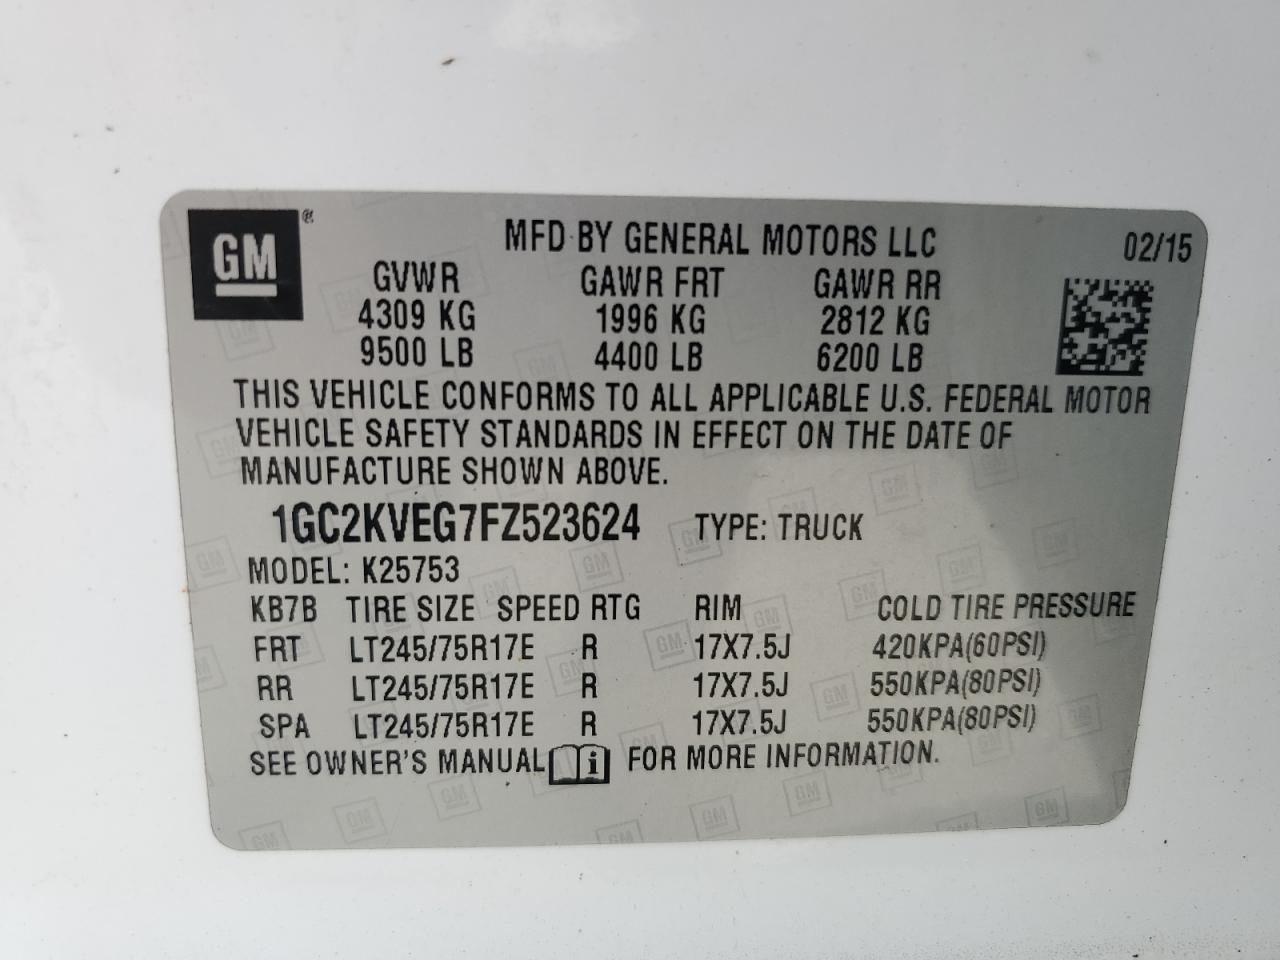 GM ®
MFD BY GENERAL MOTORS LLC 02/15
GVWR GAWR FRT GAWR RR
4309 KG 1996 KG 2812 KG
9500 LB 4400 LB 6200 LB
THIS VEHICLE CONFORMS TO ALL APPLICABLE U.S. FEDERAL MOTOR
VEHICLE SAFETY STANDARDS IN EFFECT ON THE DATE OF
MANUFACTURE SHOWN ABOVE.
1GC2KVEG7FZ523624 TYPE: TRUCK
MODEL: K25753
KB7B TIRE SIZE SPEED RTG RIM COLD TIRE PRESSURE
FRT LT245/75R17E R 17X7.5J 420KPA(60PSI)
RR LT245/75R17E R 17X7.5J 550KPA(80PSI)
SPA LT245/75R17E R 17X7.5J 550KPA(80PSI)
SEE OWNER'S MANUAL i FOR MORE INFORMATION.